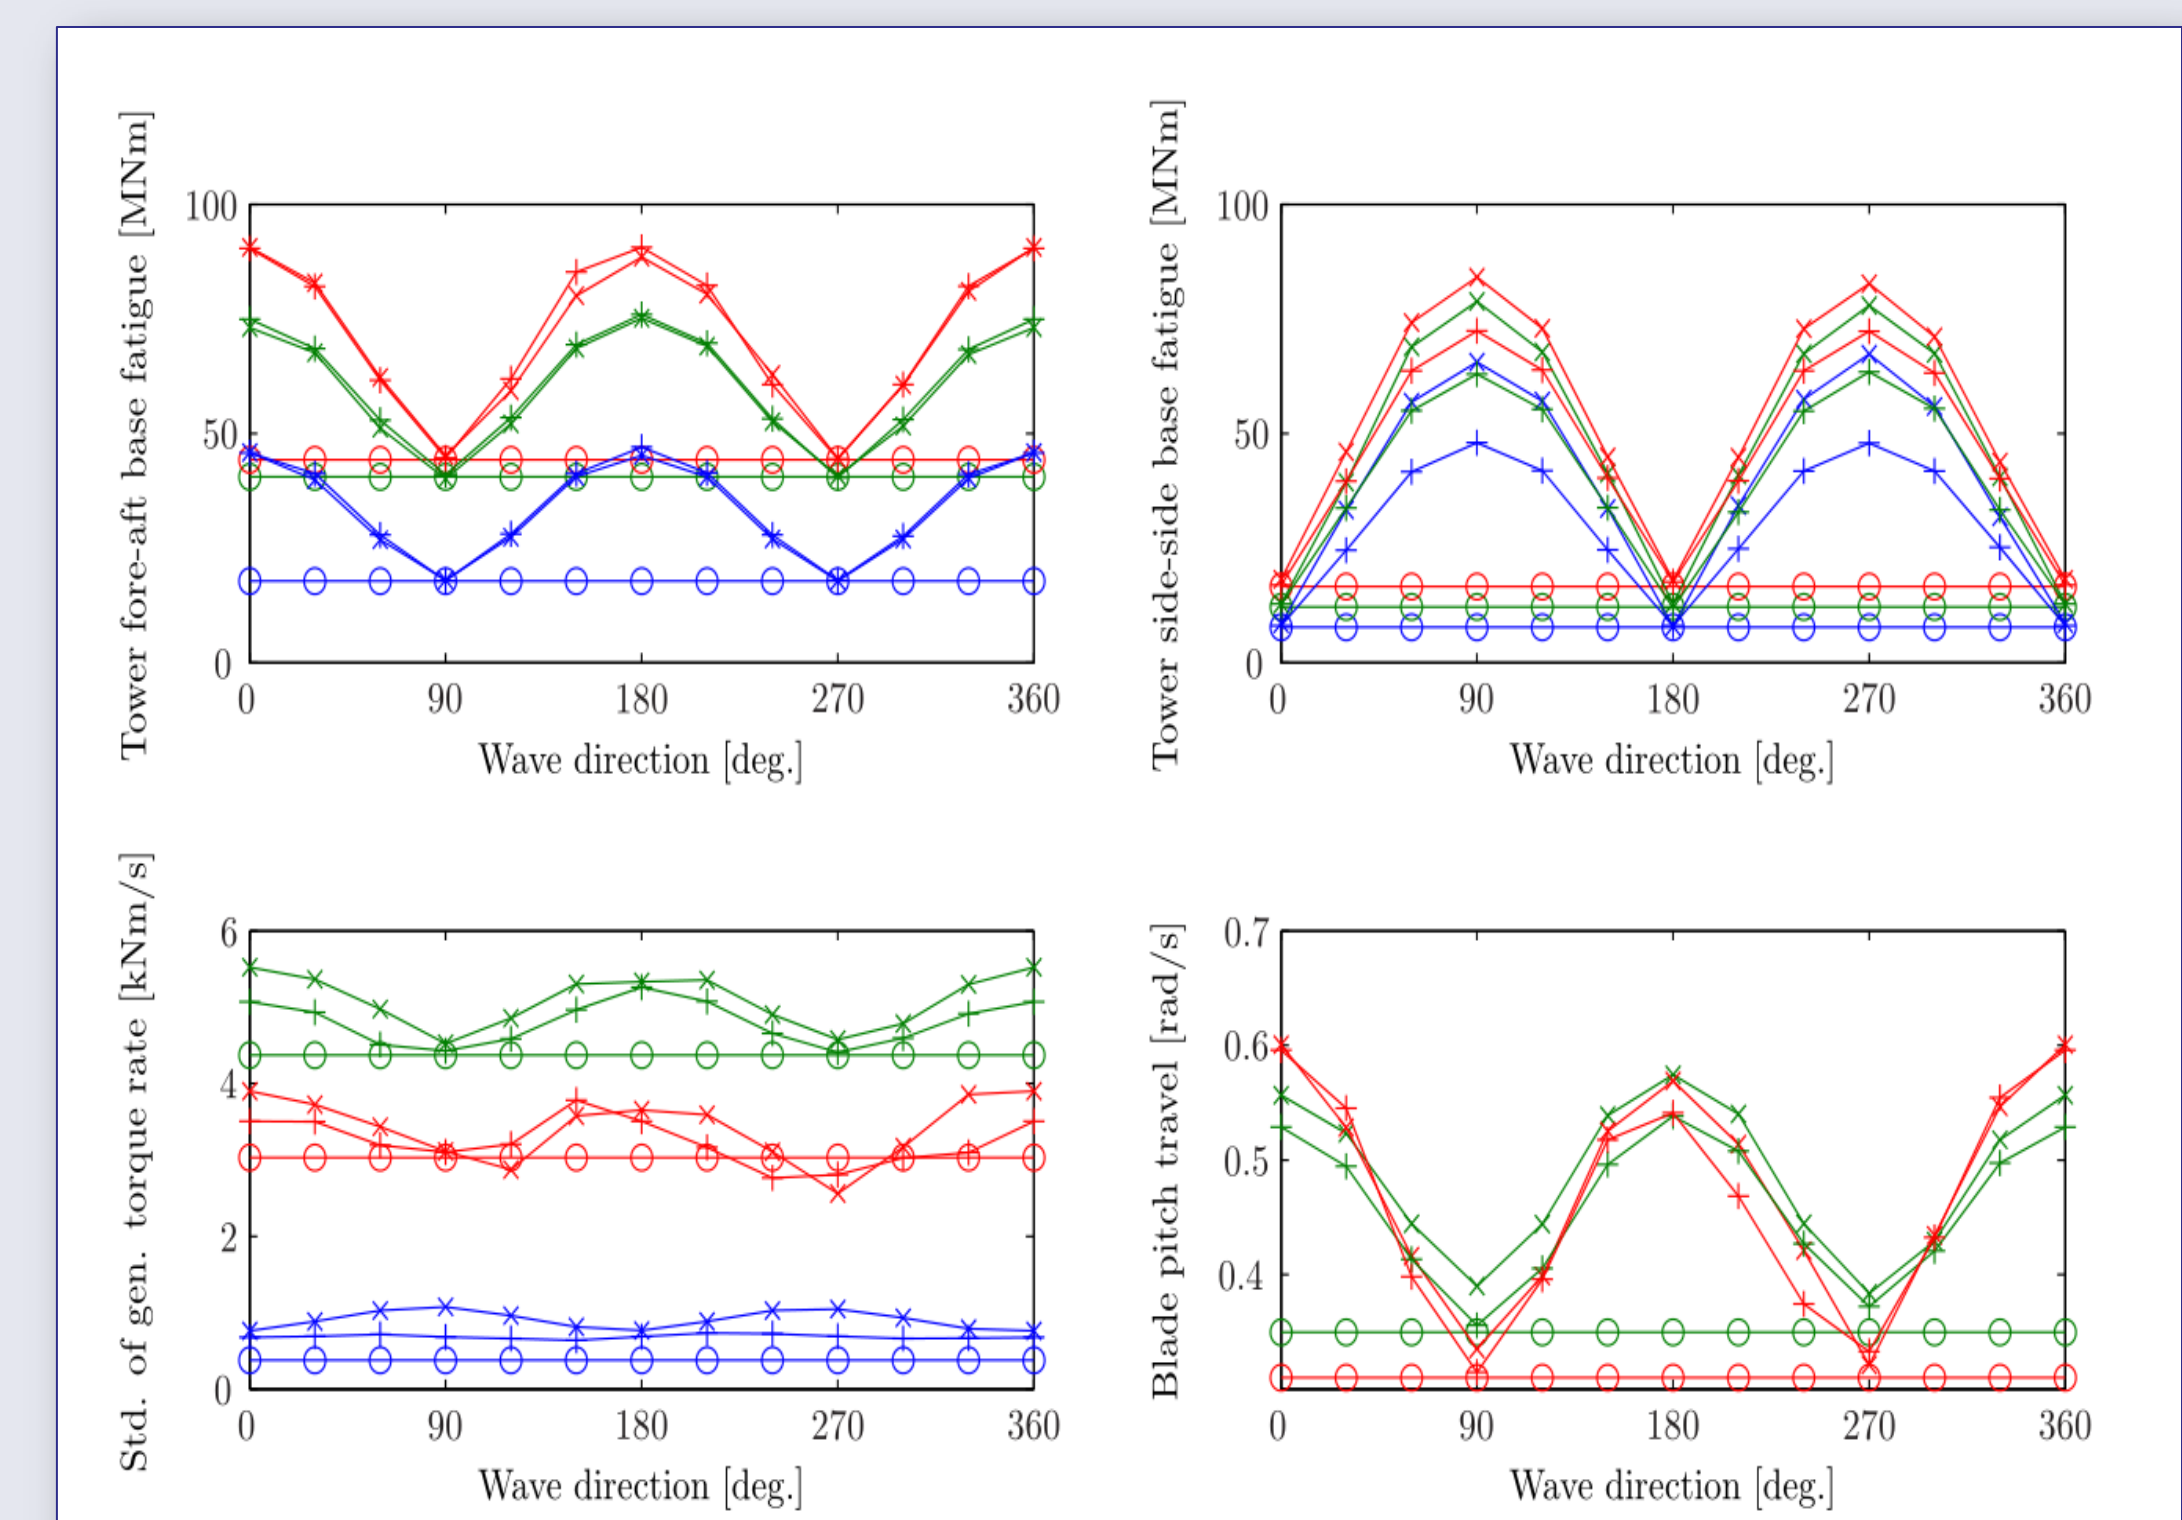 Tower fore-aft base fatigue [MNm]
100
50
0
0 90 180 270 360
Wave direction [deg.]
Tower side-side base fatigue [MNm]
100
50
0
0 90 180 270 360
Wave direction [deg.]
Std. of gen. torque rate [kNm/s]
6
4
2
0
0 90 180 270 360
Wave direction [deg.]
Blade pitch travel [rad/s]
0.7
0.6
0.5
0.4
0 90 180 270 360
Wave direction [deg.]